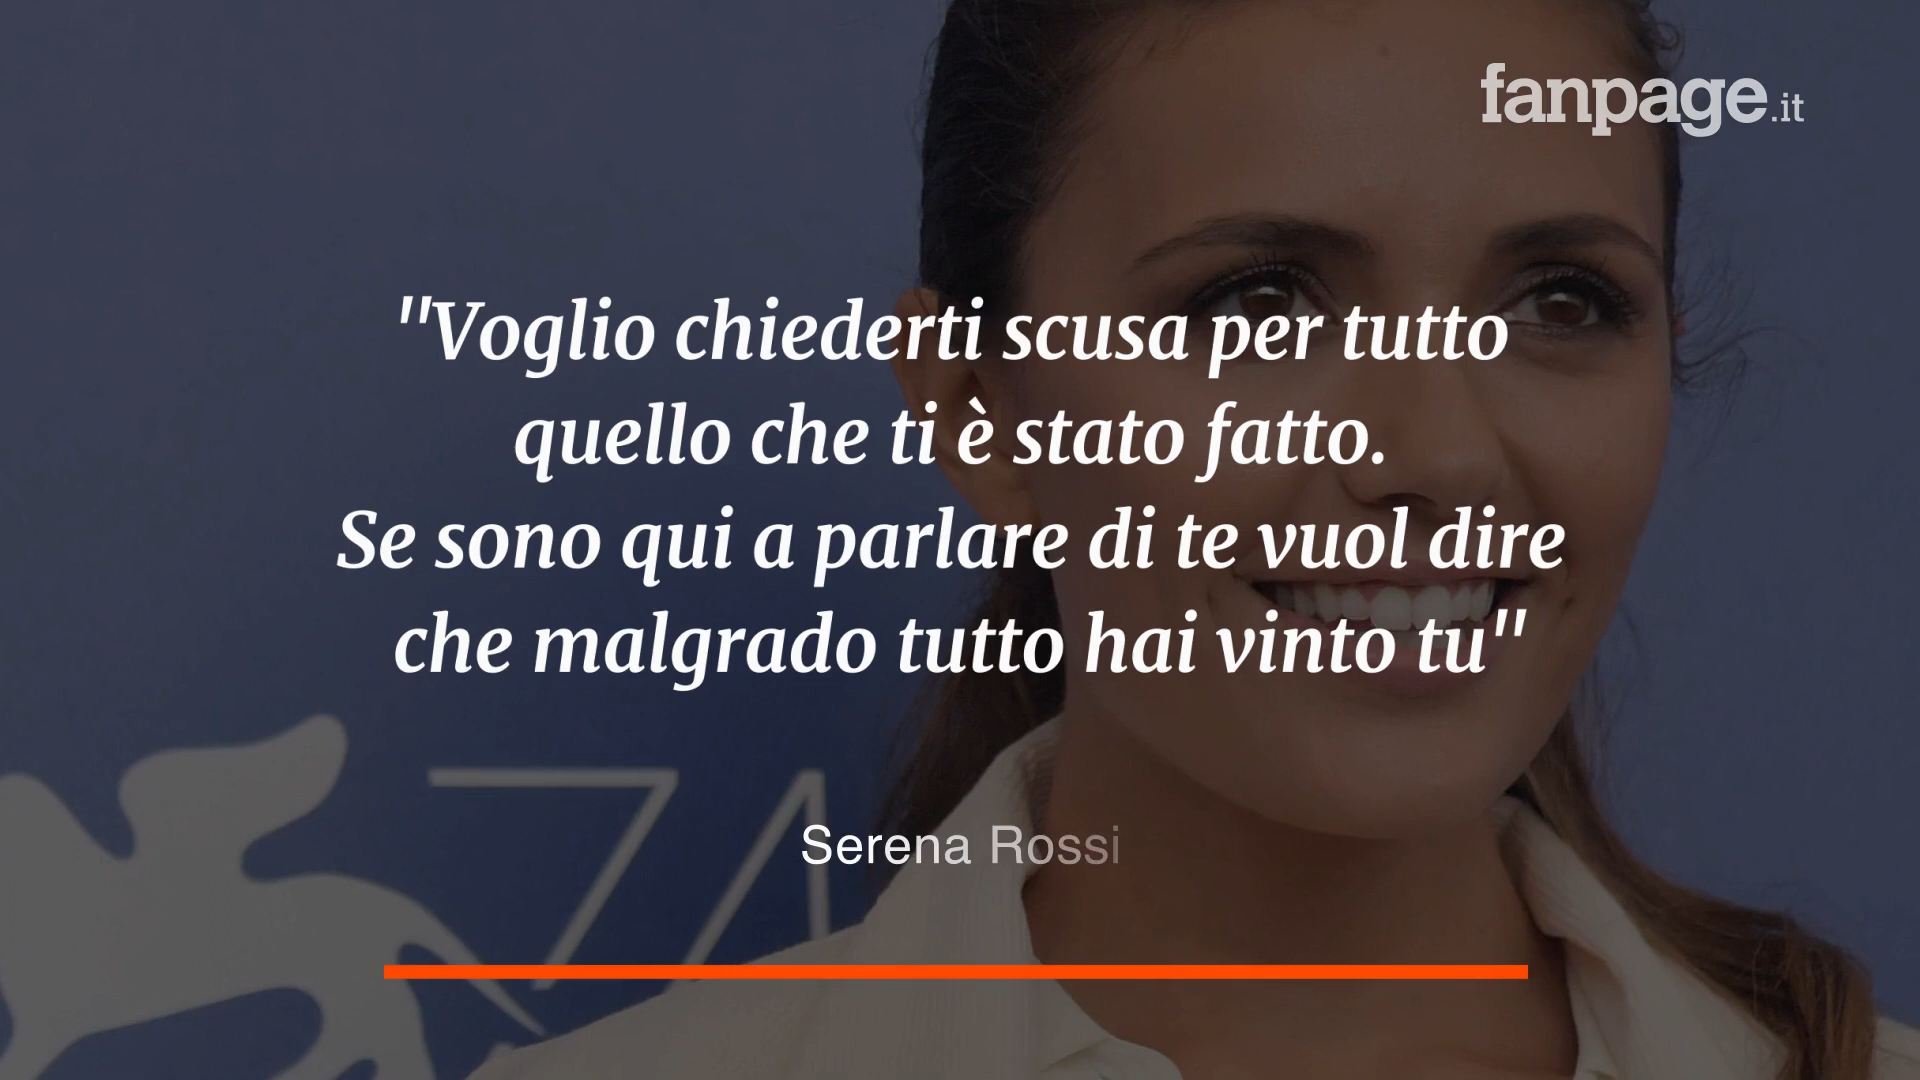 fanpage.it
"Voglio chiederti scusa per tutto
quello che ti è stato fatto.
Se sono qui a parlare di te vuol dire
che malgrado tutto hai vinto tu"
74
Serena Rossi